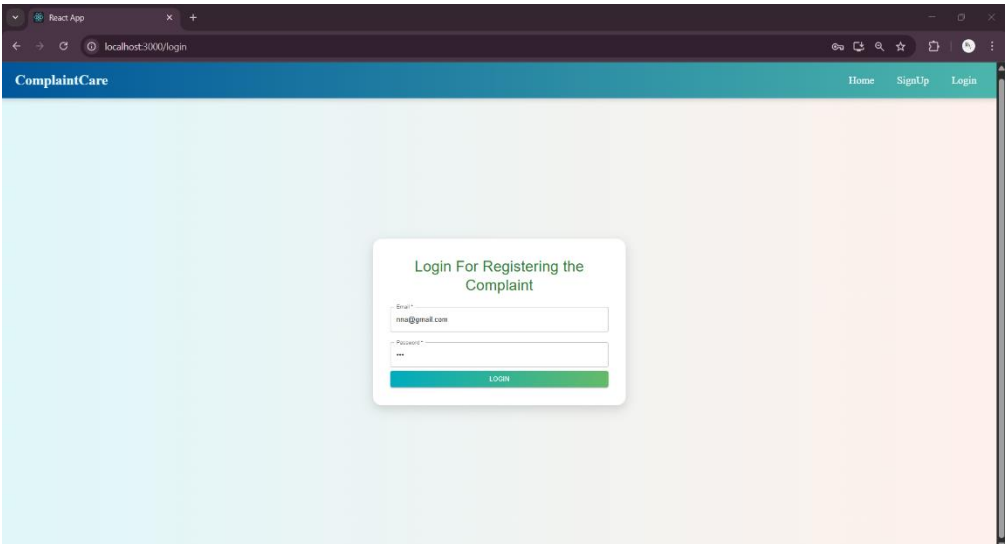 React App
localhost:3000/login
ComplaintCare
Home SignUp Login
Login For Registering the
Complaint
Email *
nna@gmail.com
Password *
LOGIN